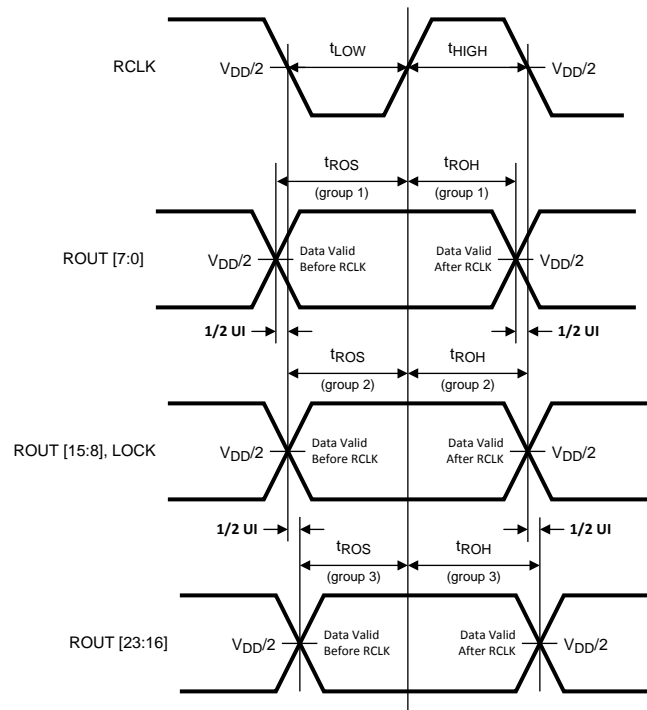 tLOW tHIGH
RCLK VDD/2 VDD/2
tROS tROH
(group 1) (group 1)
ROUT [7:0] VDD/2 Data Valid Data Valid VDD/2
Before RCLK After RCLK
1/2 UI 1/2 UI
tROS tROH
(group 2) (group 2)
ROUT [15:8], LOCK VDD/2 Data Valid Data Valid VDD/2
Before RCLK After RCLK
1/2 UI 1/2 UI
tROS tROH
(group 3) (group 3)
ROUT [23:16] VDD/2 Data Valid Data Valid VDD/2
Before RCLK After RCLK